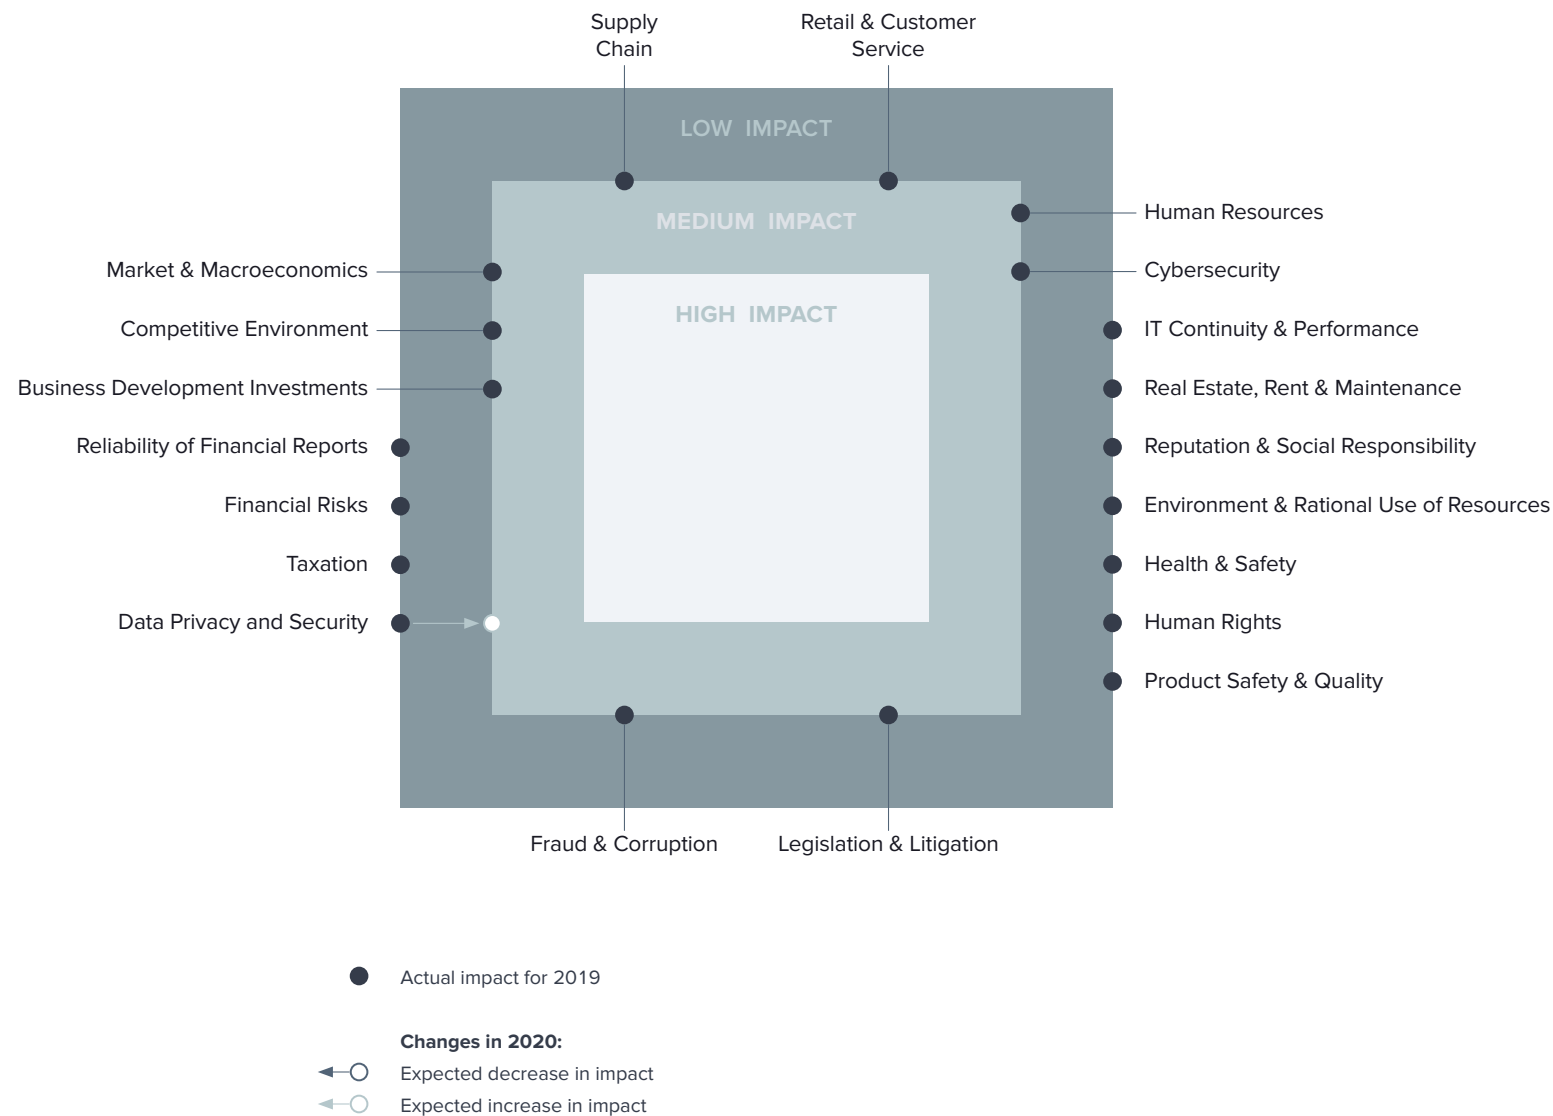 Supply
Chain
Retail & Customer
Service
LOW IMPACT
MEDIUM IMPACT
HIGH IMPACT
Market & Macroeconomics
Competitive Environment
Business Development Investments
Reliability of Financial Reports
Financial Risks
Taxation
Data Privacy and Security
Human Resources
Cybersecurity
IT Continuity & Performance
Real Estate, Rent & Maintenance
Reputation & Social Responsibility
Environment & Rational Use of Resources
Health & Safety
Human Rights
Product Safety & Quality
Fraud & Corruption
Legislation & Litigation
Actual impact for 2019
Changes in 2020:
Expected decrease in impact
Expected increase in impact